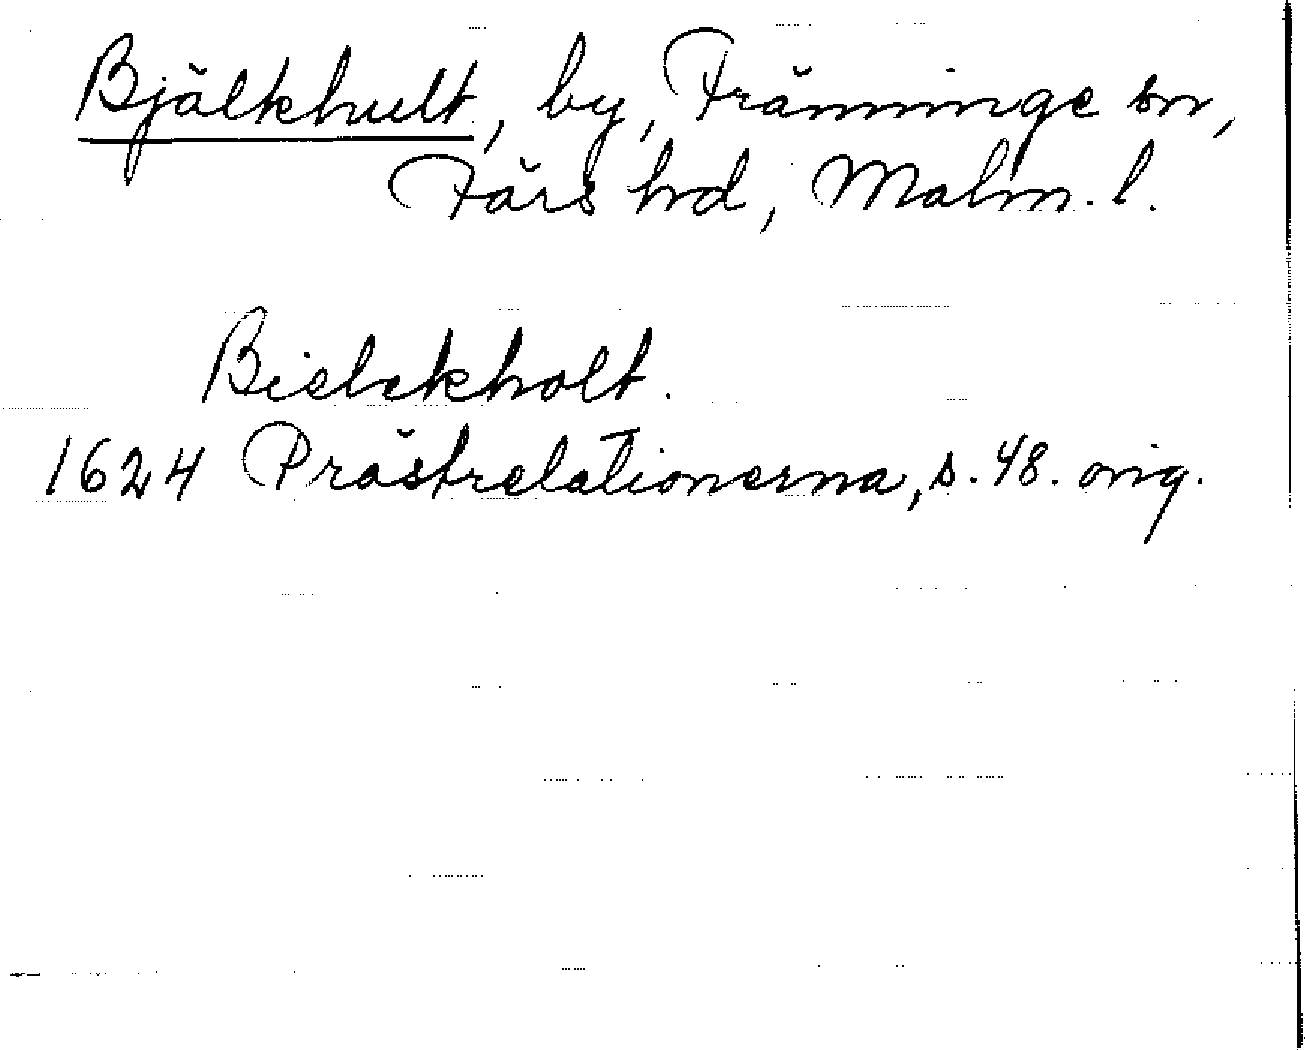 Bjälkhult, by, Fränninge sn,
Färs hd, Malm. l.
Bielckholt.
1624 Prästrelationerna, s. 48. orig.